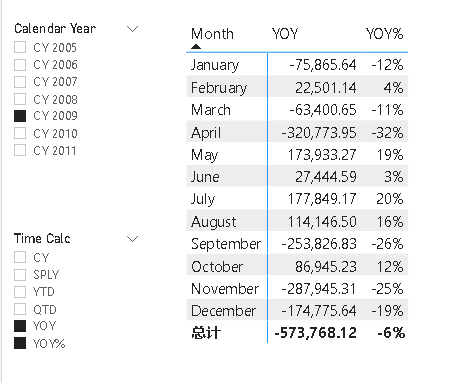 Calendar Year
CY 2005
CY 2006
CY 2007
CY 2008
CY 2009
CY 2010
CY 2011
Time Calc
CY
SPLY
YTD
QTD
YOY
YOY%
Month YOY YOY%
January -75,865.64 -12%
February 22,501.14 4%
March -63,400.65 -11%
April -320,773.95 -32%
May 173,933.27 19%
June 27,444.59 3%
July 177,849.17 20%
August 114,146.50 16%
September -253,826.83 -26%
October 86,945.23 12%
November -287,945.31 -25%
December -174,775.64 -19%
总计 -573,768.12 -6%